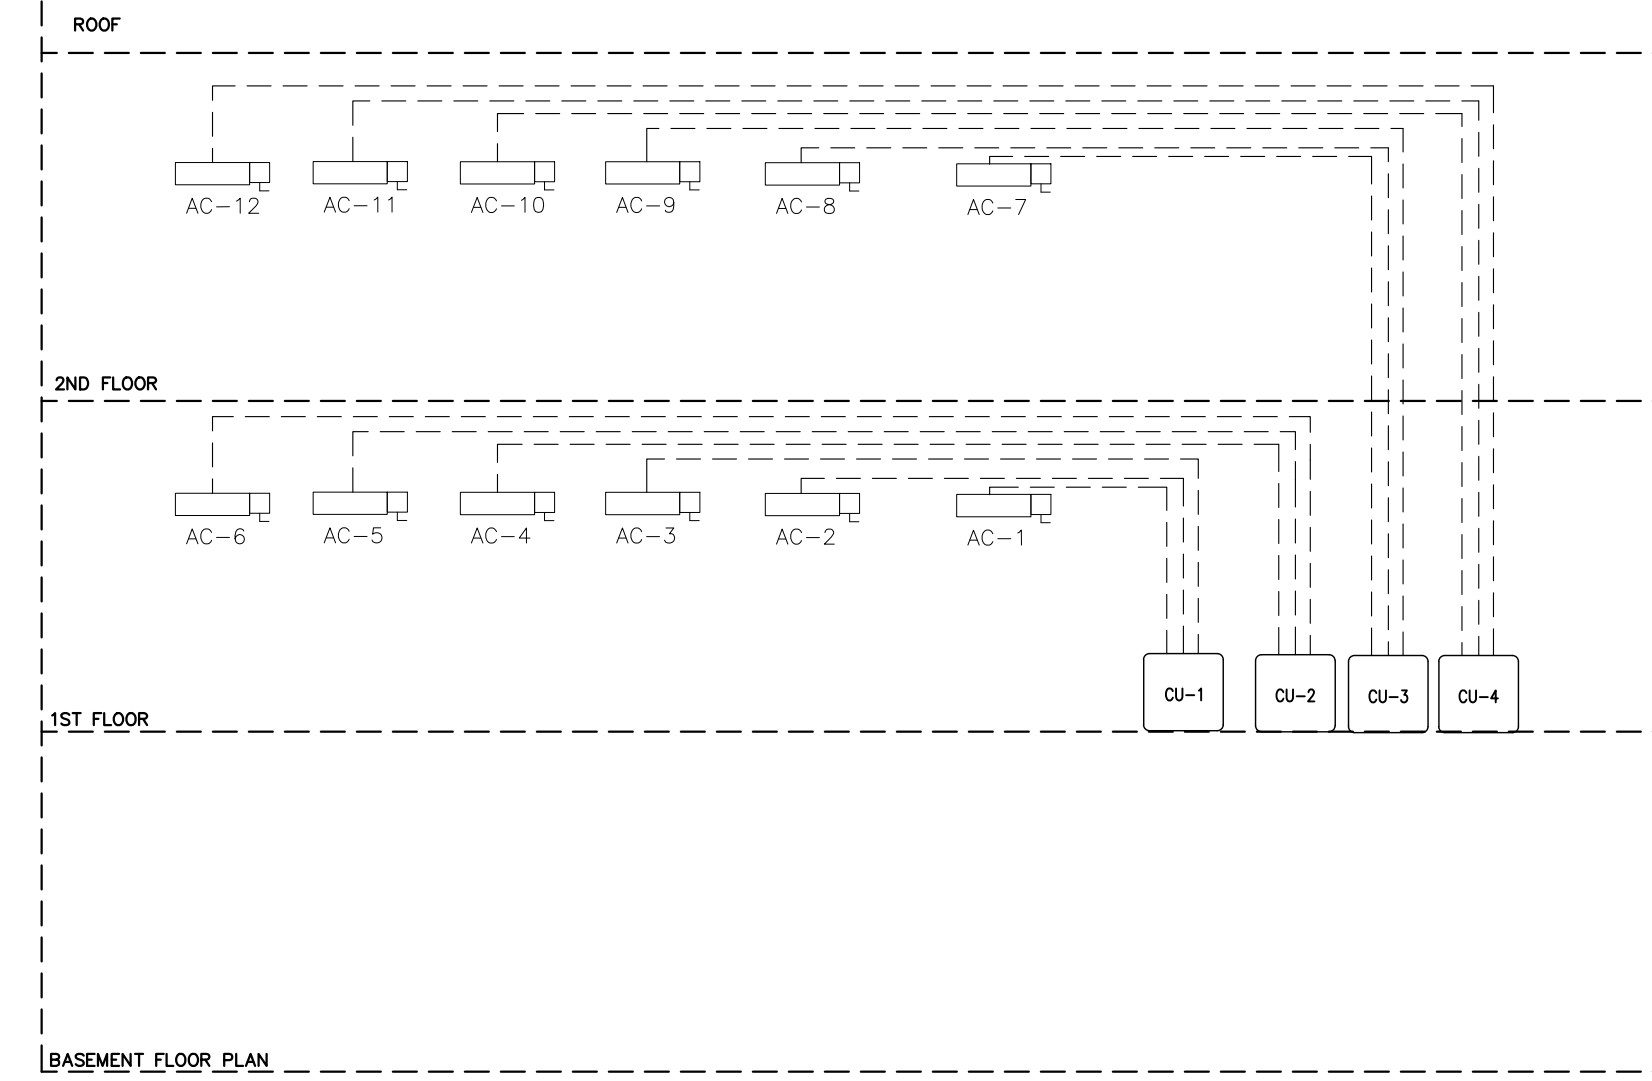 ROOF
AC-12 AC-11 AC-10 AC-9 AC-8 AC-7
2ND FLOOR
AC-6 AC-5 AC-4 AC-3 AC-2 AC-1
CU-1 CU-2 CU-3 CU-4
1ST FLOOR
BASEMENT FLOOR PLAN